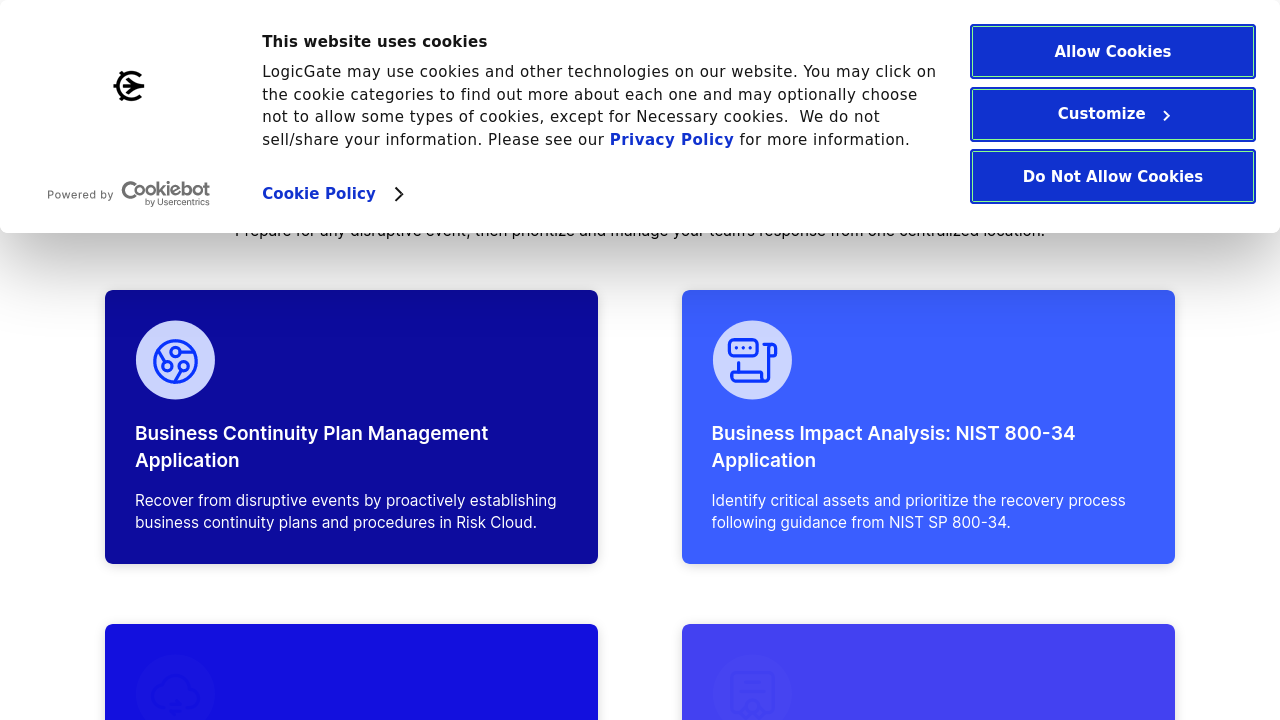 This website uses cookies
LogicGate may use cookies and other technologies on our website. You may click on
the cookie categories to find out more about each one and may optionally choose
not to allow some types of cookies, except for Necessary cookies.  We do not
sell/share your information. Please see our Privacy Policy for more information.
Powered by Cookiebot
by Usercentrics
Cookie Policy
Allow Cookies
Customize
Do Not Allow Cookies
Prepare for any disruptive event, then prioritize and manage your team's response from one centralized location.
Business Continuity Plan Management
Application
Recover from disruptive events by proactively establishing
business continuity plans and procedures in Risk Cloud.
Business Impact Analysis: NIST 800-34
Application
Identify critical assets and prioritize the recovery process
following guidance from NIST SP 800-34.